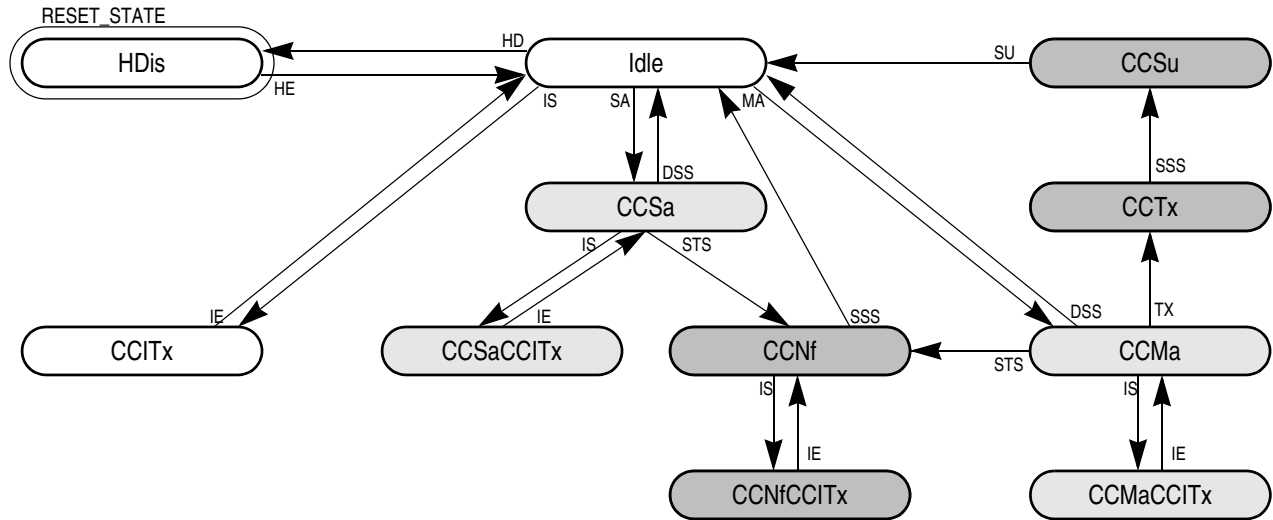 RESET_STATE
HDis
HD
HE
Idle
SU
CCSu
IS
SA
MA
DSS
SSS
CCSa
CCTx
IS
STS
IE
IE
SSS
DSS
TX
CCITx
CCSaCCITx
CCNf
STS
CCMa
IS
IS
IE
IE
CCNfCCITx
CCMaCCITx